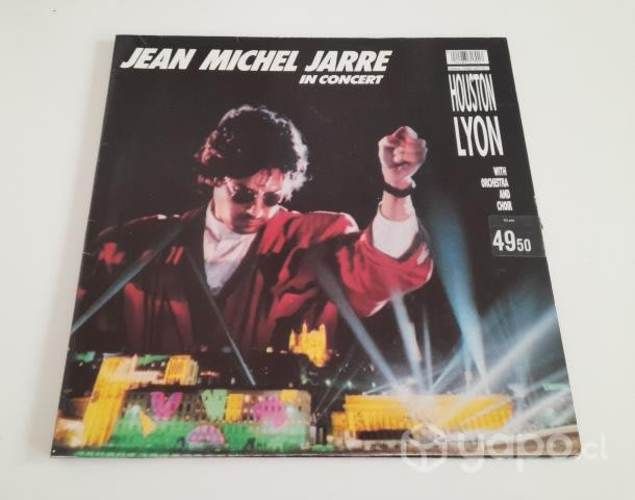 JEAN MICHEL JARRE
IN CONCERT
HOUSTON
LYON
WITH
ORCHESTRA
AND
CHOIR
49 50
yapo.cl